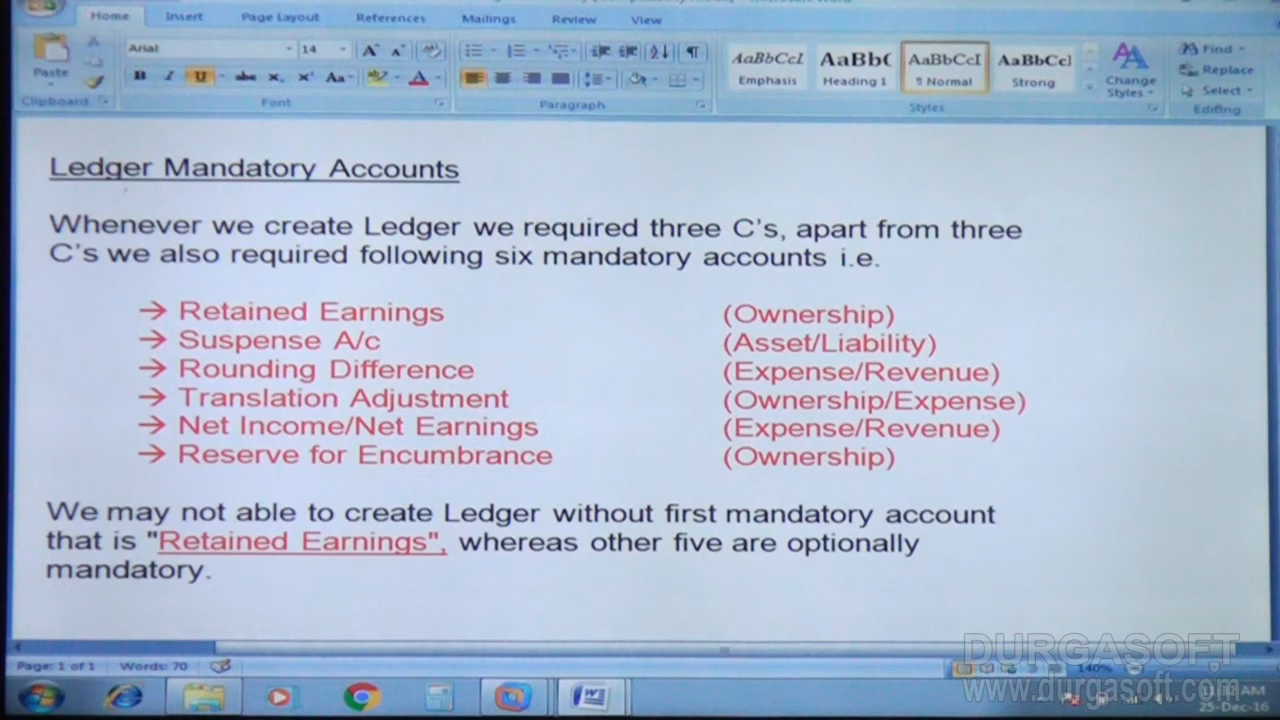 Home Insert Page Layout References Mailings Review View
Arial 14
Paste
Clipboard Font Paragraph Styles Editing
AaBbCcL AaBb( AaBbCcI AaBbCcl
Emphasis Heading 1 ¶ Normal Strong
Change Styles
Find
Replace
Select
Ledger Mandatory Accounts
Whenever we create Ledger we required three C's, apart from three
C's we also required following six mandatory accounts i.e.
→ Retained Earnings (Ownership)
→ Suspense A/c (Asset/Liability)
→ Rounding Difference (Expense/Revenue)
→ Translation Adjustment (Ownership/Expense)
→ Net Income/Net Earnings (Expense/Revenue)
→ Reserve for Encumbrance (Ownership)
We may not able to create Ledger without first mandatory account
that is "Retained Earnings", whereas other five are optionally
mandatory.
DURGASOFT
www.durgasoft.com
Page: 1 of 1 Words: 70 140%
25-Dec-16